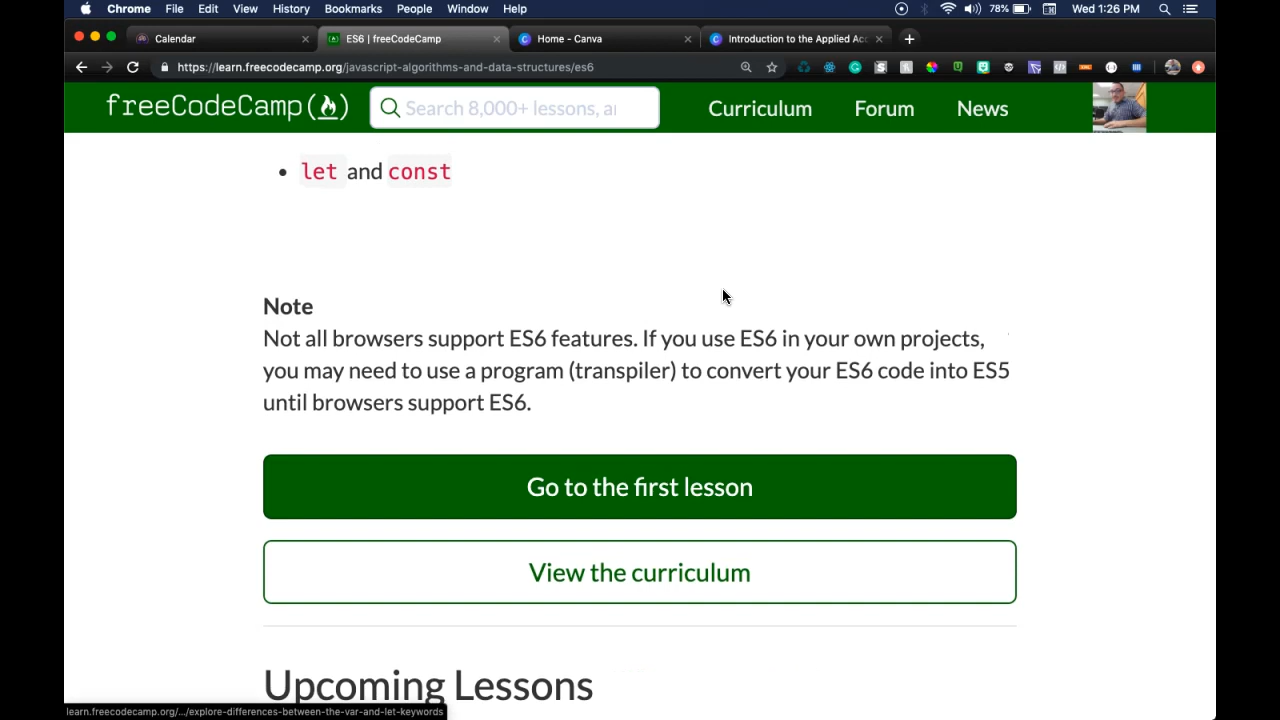 Chrome File Edit View History Bookmarks People Window Help 78% Wed 1:26 PM
Calendar ES6 | freeCodeCamp Home - Canva Introduction to the Applied Acc
https://learn.freecodecamp.org/javascript-algorithms-and-data-structures/es6
freeCodeCamp Search 8,000+ lessons, ar Curriculum Forum News
• let and const
Note
Not all browsers support ES6 features. If you use ES6 in your own projects,
you may need to use a program (transpiler) to convert your ES6 code into ES5
until browsers support ES6.
Go to the first lesson
View the curriculum
Upcoming Lessons
learn.freecodecamp.org/.../explore-differences-between-the-var-and-let-keywords